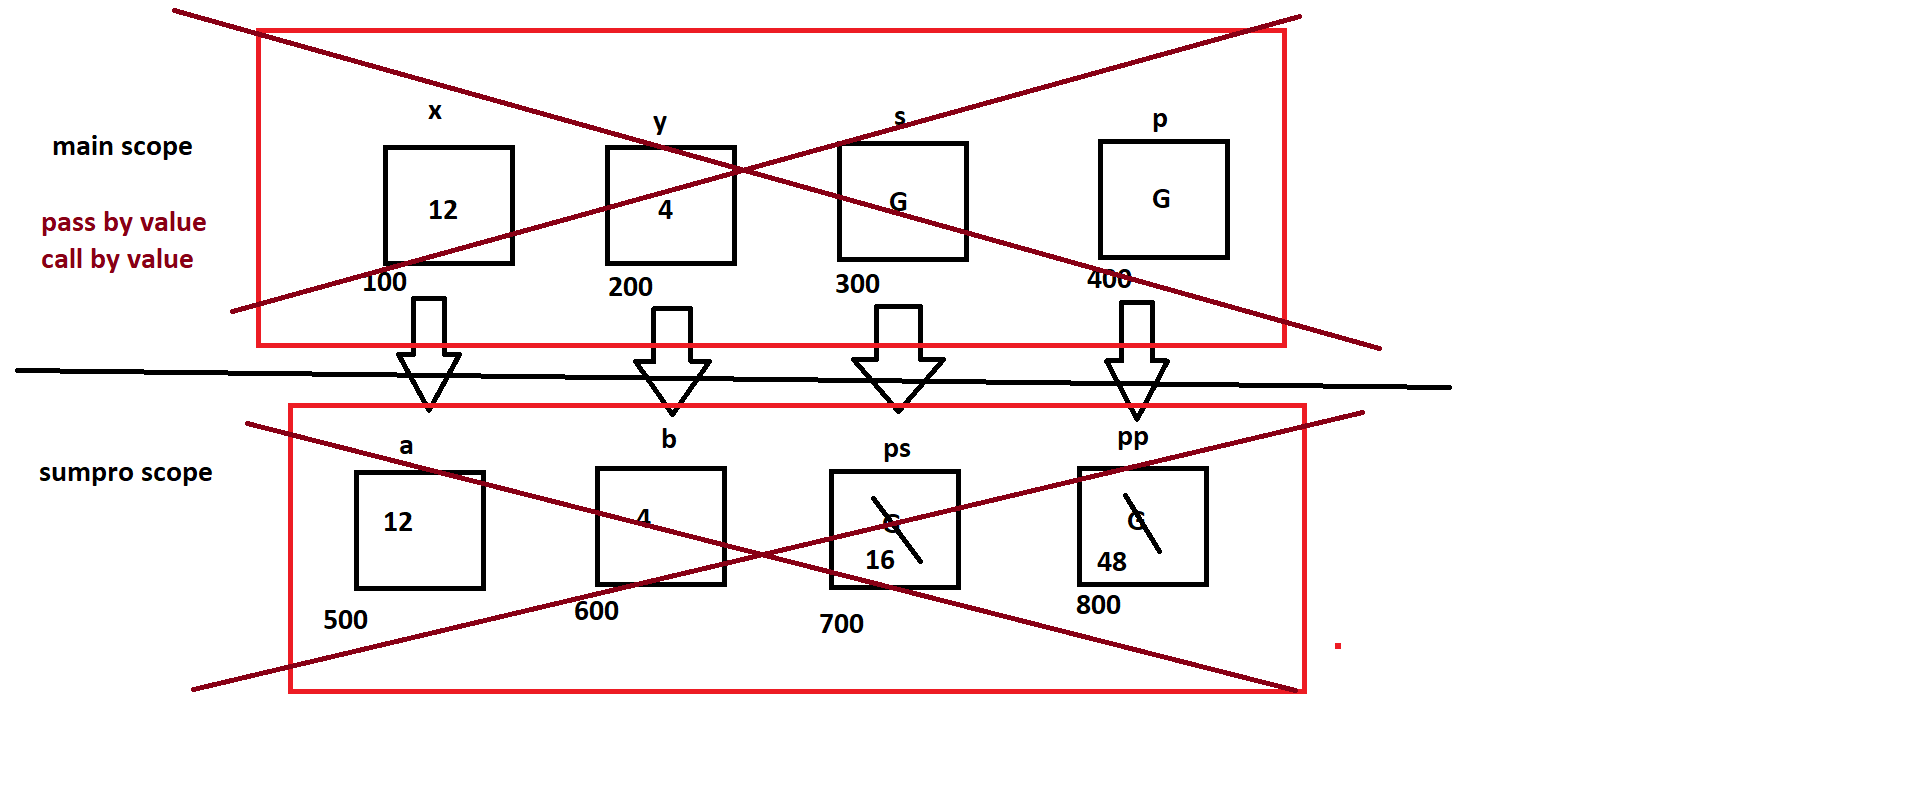 x y s p
main scope
12 4 G G
pass by value
call by value
100 200 300 400
a b ps pp
sumpro scope
12 4 G G
16 48
500 600 700 800